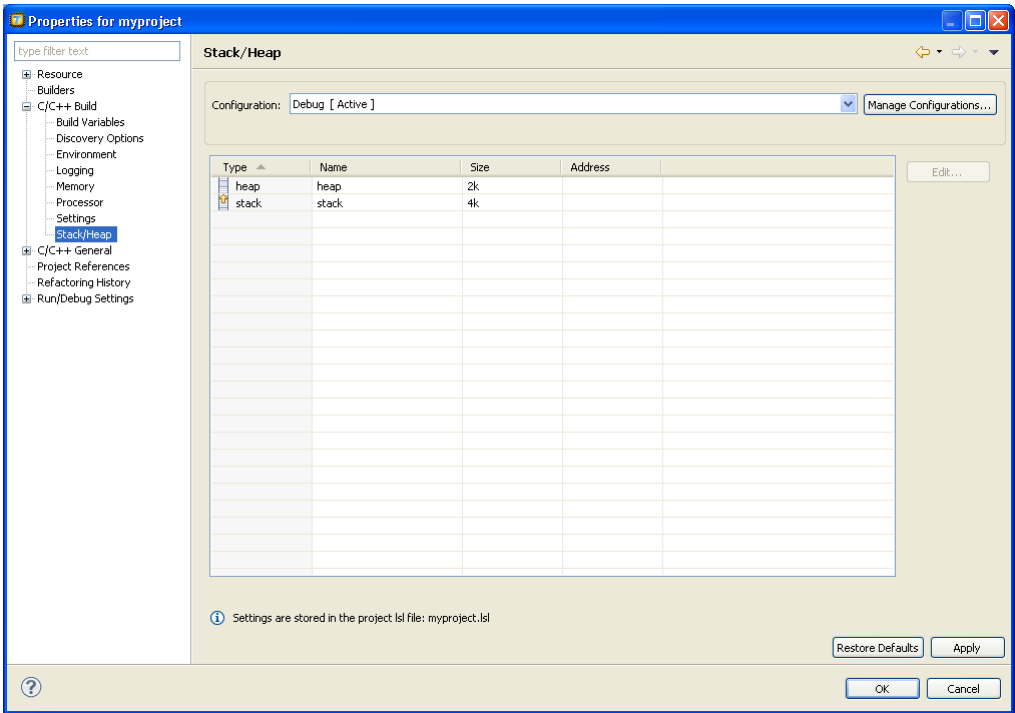 Properties for myproject
type filter text
Resource
Builders
C/C++ Build
Build Variables
Discovery Options
Environment
Logging
Memory
Processor
Settings
Stack/Heap
C/C++ General
Project References
Refactoring History
Run/Debug Settings
Stack/Heap
Configuration: Debug [ Active ] Manage Configurations...
Type Name Size Address
heap heap 2k
stack stack 4k
Edit...
Settings are stored in the project lsl file: myproject.lsl
Restore Defaults Apply
OK Cancel